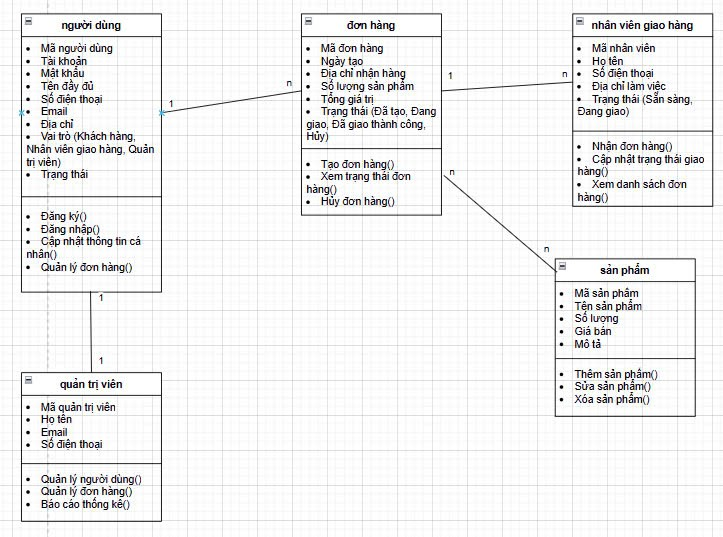 người dùng
• Mã người dùng
• Tài khoản
• Mật khẩu
• Tên đầy đủ
• Số điện thoại
• Email
• Địa chỉ
• Vai trò (Khách hàng,
Nhân viên giao hàng, Quản
trị viên)
• Trạng thái
• Đăng ký()
• Đăng nhập()
• Cập nhật thông tin cá
nhân()
• Quản lý đơn hàng()
1
n
đơn hàng
• Mã đơn hàng
• Ngày tạo
• Địa chỉ nhận hàng
• Số lượng sản phẩm
• Tổng giá trị
• Trạng thái (Đã tạo, Đang
giao, Đã giao thành công,
Hủy)
• Tạo đơn hàng()
• Xem trạng thái đơn
hàng()
• Hủy đơn hàng()
1
n
nhân viên giao hàng
• Mã nhân viên
• Họ tên
• Số điện thoại
• Địa chỉ làm việc
• Trạng thái (Sẵn sàng,
Đang giao)
• Nhận đơn hàng()
• Cập nhật trạng thái giao
hàng()
• Xem danh sách đơn
hàng()
n
n
sản phẩm
• Mã sản phẩm
• Tên sản phẩm
• Số lượng
• Giá bán
• Mô tả
• Thêm sản phẩm()
• Sửa sản phẩm()
• Xóa sản phẩm()
1
1
quản trị viên
• Mã quản trị viên
• Họ tên
• Email
• Số điện thoại
• Quản lý người dùng()
• Quản lý đơn hàng()
• Báo cáo thống kê()